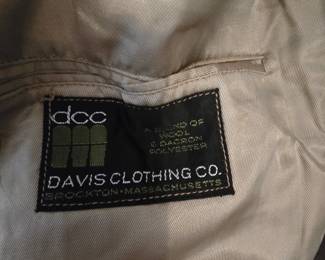 dcc
A BLEND OF
WOOL
& DACRON
POLYESTER
DAVIS CLOTHING CO.
BROCKTON • MASSACHUSETTS